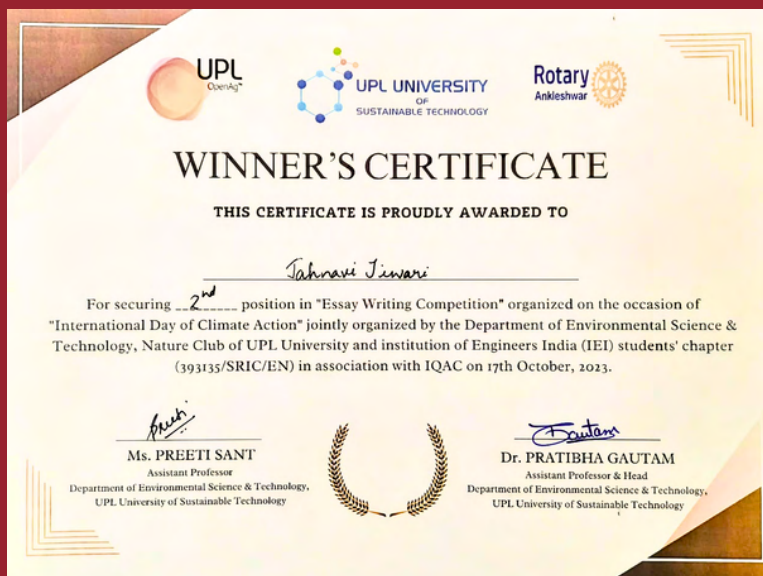 UPL
OpenAg™
UPL UNIVERSITY
OF
SUSTAINABLE TECHNOLOGY
Rotary
Ankleshwar
WINNER'S CERTIFICATE
THIS CERTIFICATE IS PROUDLY AWARDED TO
Jahnavi Tiwari
For securing __2nd_____ position in "Essay Writing Competition" organized on the occasion of
"International Day of Climate Action" jointly organized by the Department of Environmental Science &
Technology, Nature Club of UPL University and institution of Engineers India (IEI) students' chapter
(393135/SRIC/EN) in association with IQAC on 17th October, 2023.
Preeti
Ms. PREETI SANT
Assistant Professor
Department of Environmental Science & Technology,
UPL University of Sustainable Technology
Gautam
Dr. PRATIBHA GAUTAM
Assistant Professor & Head
Department of Environmental Science & Technology,
UPL University of Sustainable Technology